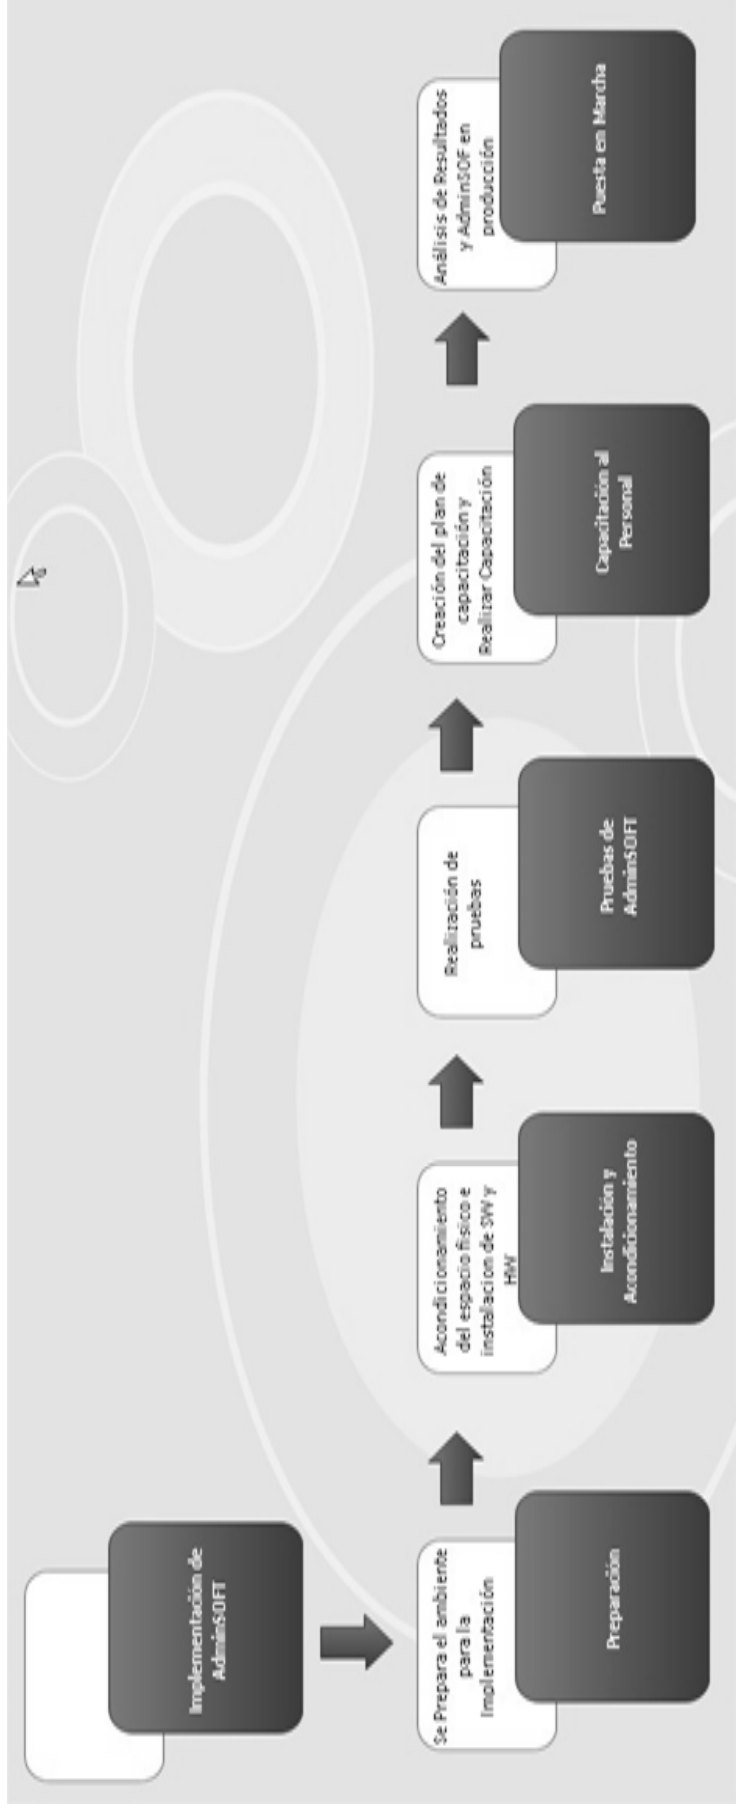 Implementación de
AdminSOFT
Se Prepara el ambiente
para la
Implementación
Preparación
Acondicionamiento
del espacio fisico e
instalacion de SW y
HW
Instalación y
Acondicionamiento
Realización de
pruebas
Pruebas de
AdminSOFT
Creación del plan de
capacitación y
Reallizar Capacitación
Capacitación al
Personal
Análisis de Resultados
y AdminSOF en
producción
Puesta en Marcha